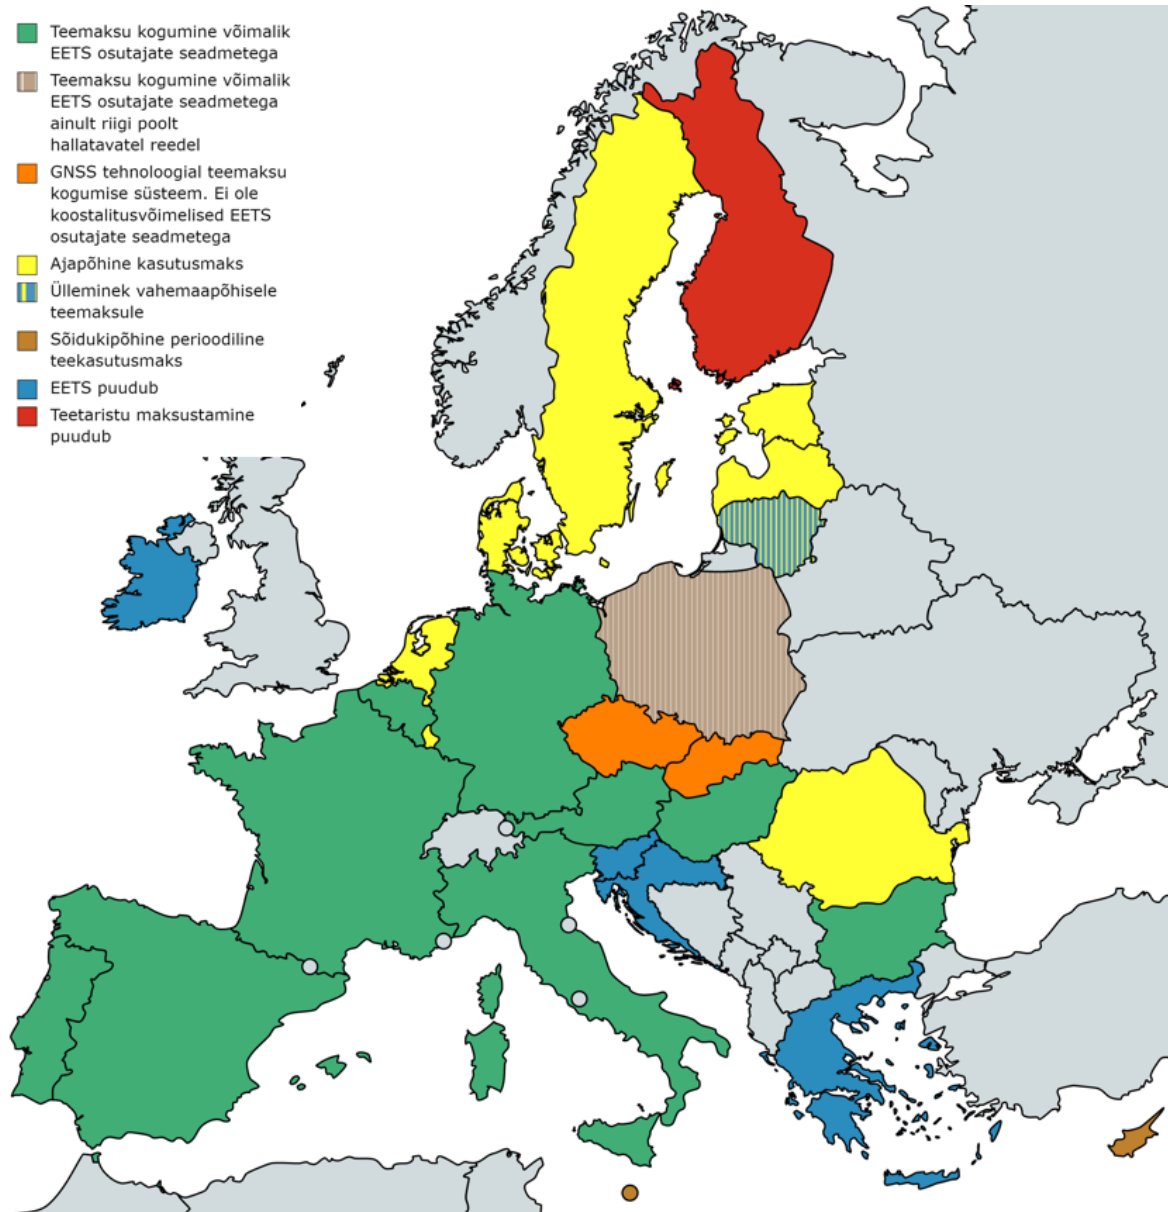 Teemaksu kogumine võimalik
EETS osutajate seadmetega
Teemaksu kogumine võimalik
EETS osutajate seadmetega
ainult riigi poolt
hallatavatel reedel
GNSS tehnoloogial teemaksu
kogumise süsteem. Ei ole
koostalitusvõimelised EETS
osutajate seadmetega
Ajapõhine kasutusmaks
Ülleminek vahemaapõhisele
teemaksule
Sõidukipõhine perioodiline
teekasutusmaks
EETS puudub
Teetaristu maksustamine
puudub